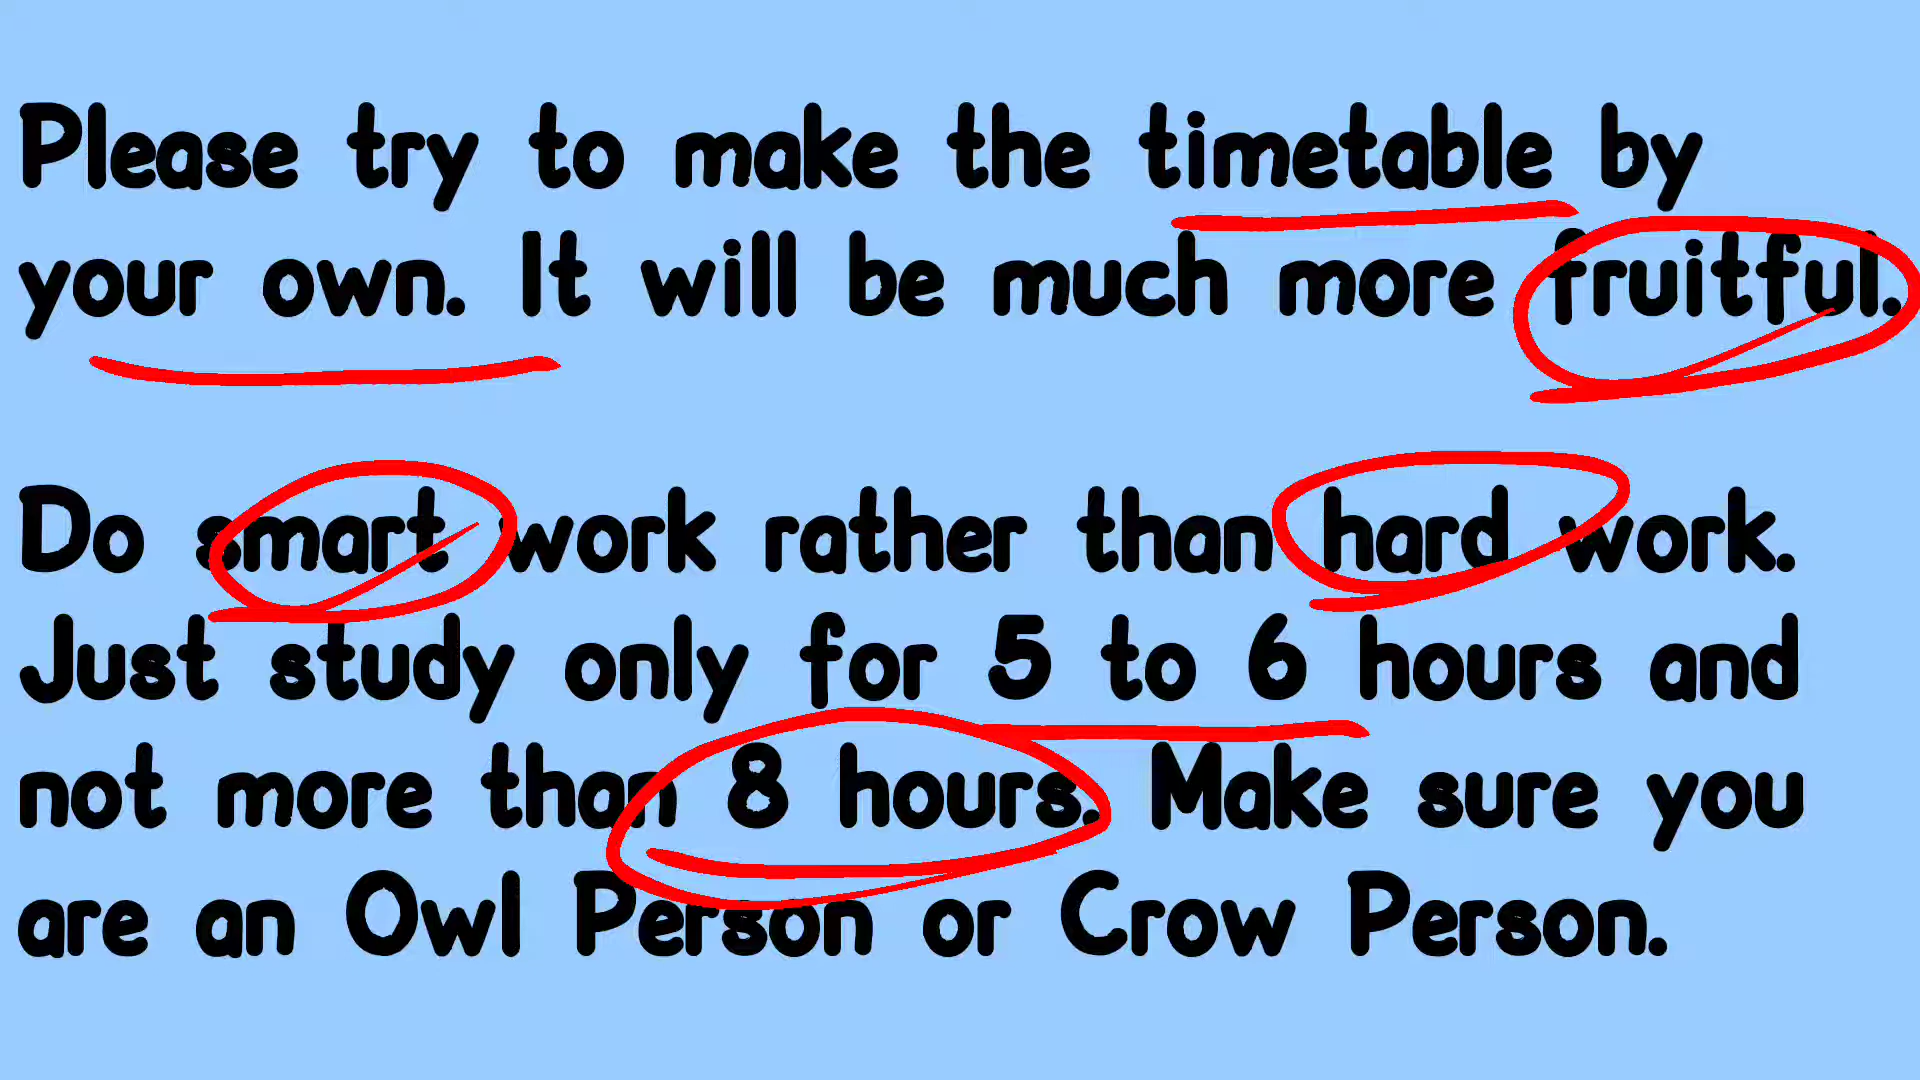 Please try to make the timetable by
your own. It will be much more fruitful.
Do smart work rather than hard work.
Just study only for 5 to 6 hours and
not more than 8 hours. Make sure you
are an Owl Person or Crow Person.